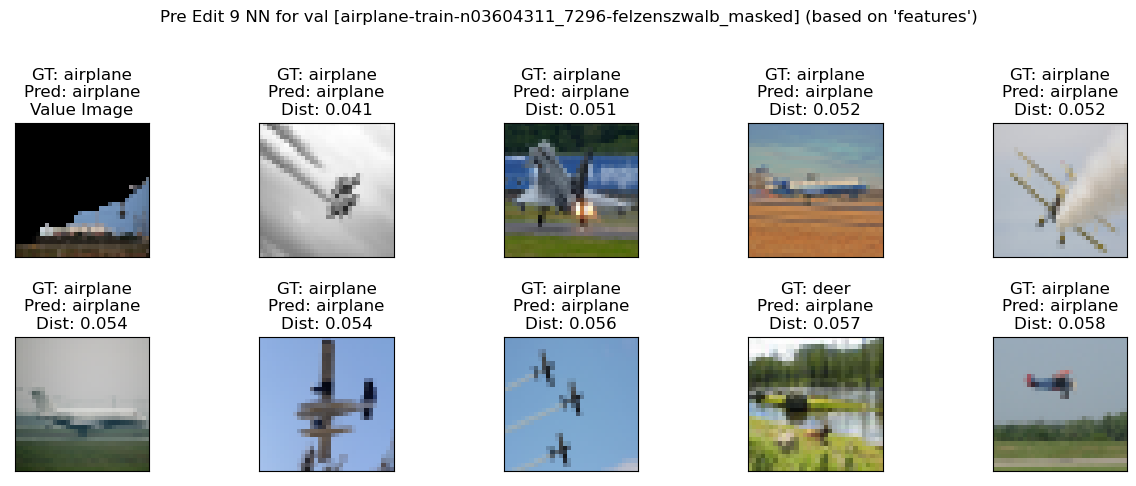 Pre Edit 9 NN for val [airplane-train-n03604311_7296-felzenszwalb_masked] (based on 'features')
GT: airplane
Pred: airplane
Value Image
GT: airplane
Pred: airplane
Dist: 0.041
GT: airplane
Pred: airplane
Dist: 0.051
GT: airplane
Pred: airplane
Dist: 0.052
GT: airplane
Pred: airplane
Dist: 0.052
GT: airplane
Pred: airplane
Dist: 0.054
GT: airplane
Pred: airplane
Dist: 0.054
GT: airplane
Pred: airplane
Dist: 0.056
GT: deer
Pred: airplane
Dist: 0.057
GT: airplane
Pred: airplane
Dist: 0.058